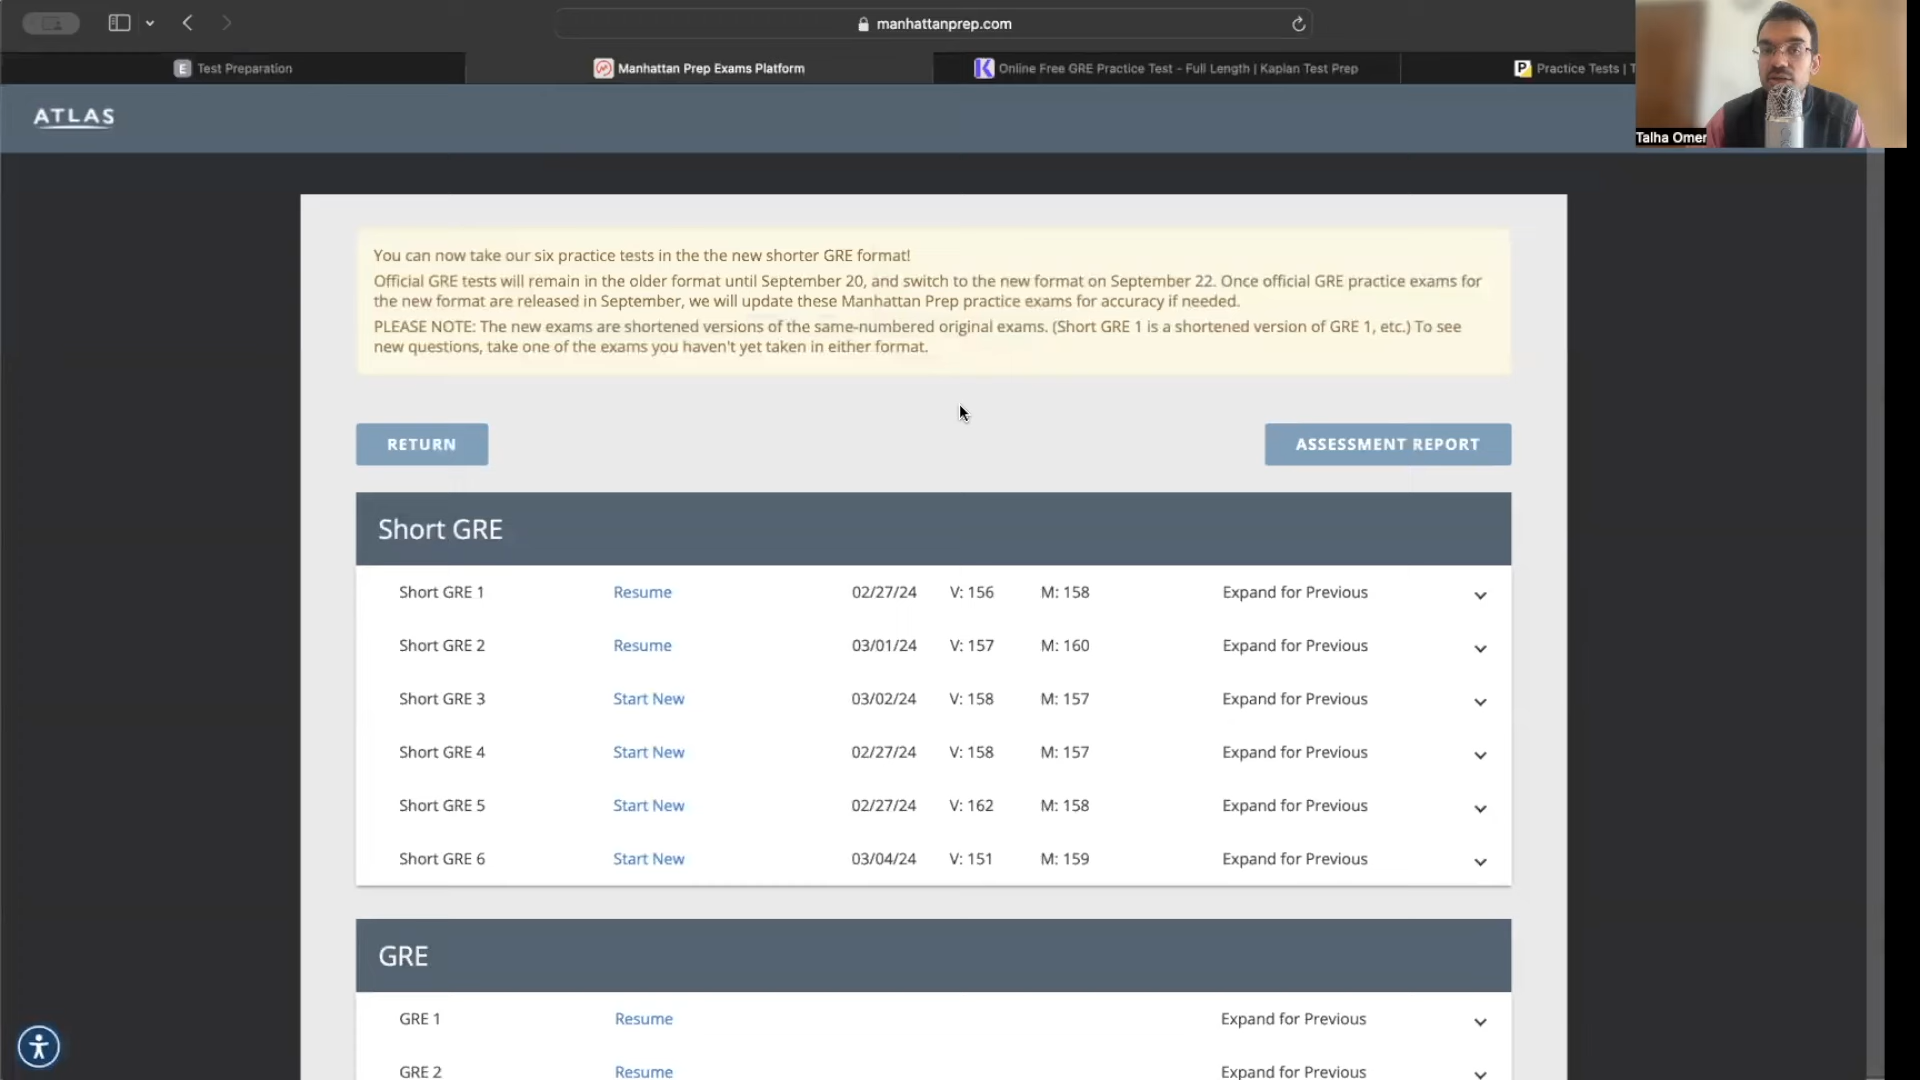 manhattanprep.com
E Test Preparation
Manhattan Prep Exams Platform
K Online Free GRE Practice Test - Full Length | Kaplan Test Prep
P Practice Tests | T
Talha Omer
ATLAS
You can now take our six practice tests in the the new shorter GRE format!
Official GRE tests will remain in the older format until September 20, and switch to the new format on September 22. Once official GRE practice exams for
the new format are released in September, we will update these Manhattan Prep practice exams for accuracy if needed.
PLEASE NOTE: The new exams are shortened versions of the same-numbered original exams. (Short GRE 1 is a shortened version of GRE 1, etc.) To see
new questions, take one of the exams you haven't yet taken in either format.
RETURN
ASSESSMENT REPORT
Short GRE
Short GRE 1 Resume 02/27/24 V: 156 M: 158 Expand for Previous
Short GRE 2 Resume 03/01/24 V: 157 M: 160 Expand for Previous
Short GRE 3 Start New 03/02/24 V: 158 M: 157 Expand for Previous
Short GRE 4 Start New 02/27/24 V: 158 M: 157 Expand for Previous
Short GRE 5 Start New 02/27/24 V: 162 M: 158 Expand for Previous
Short GRE 6 Start New 03/04/24 V: 151 M: 159 Expand for Previous
GRE
GRE 1 Resume Expand for Previous
GRE 2 Resume Expand for Previous